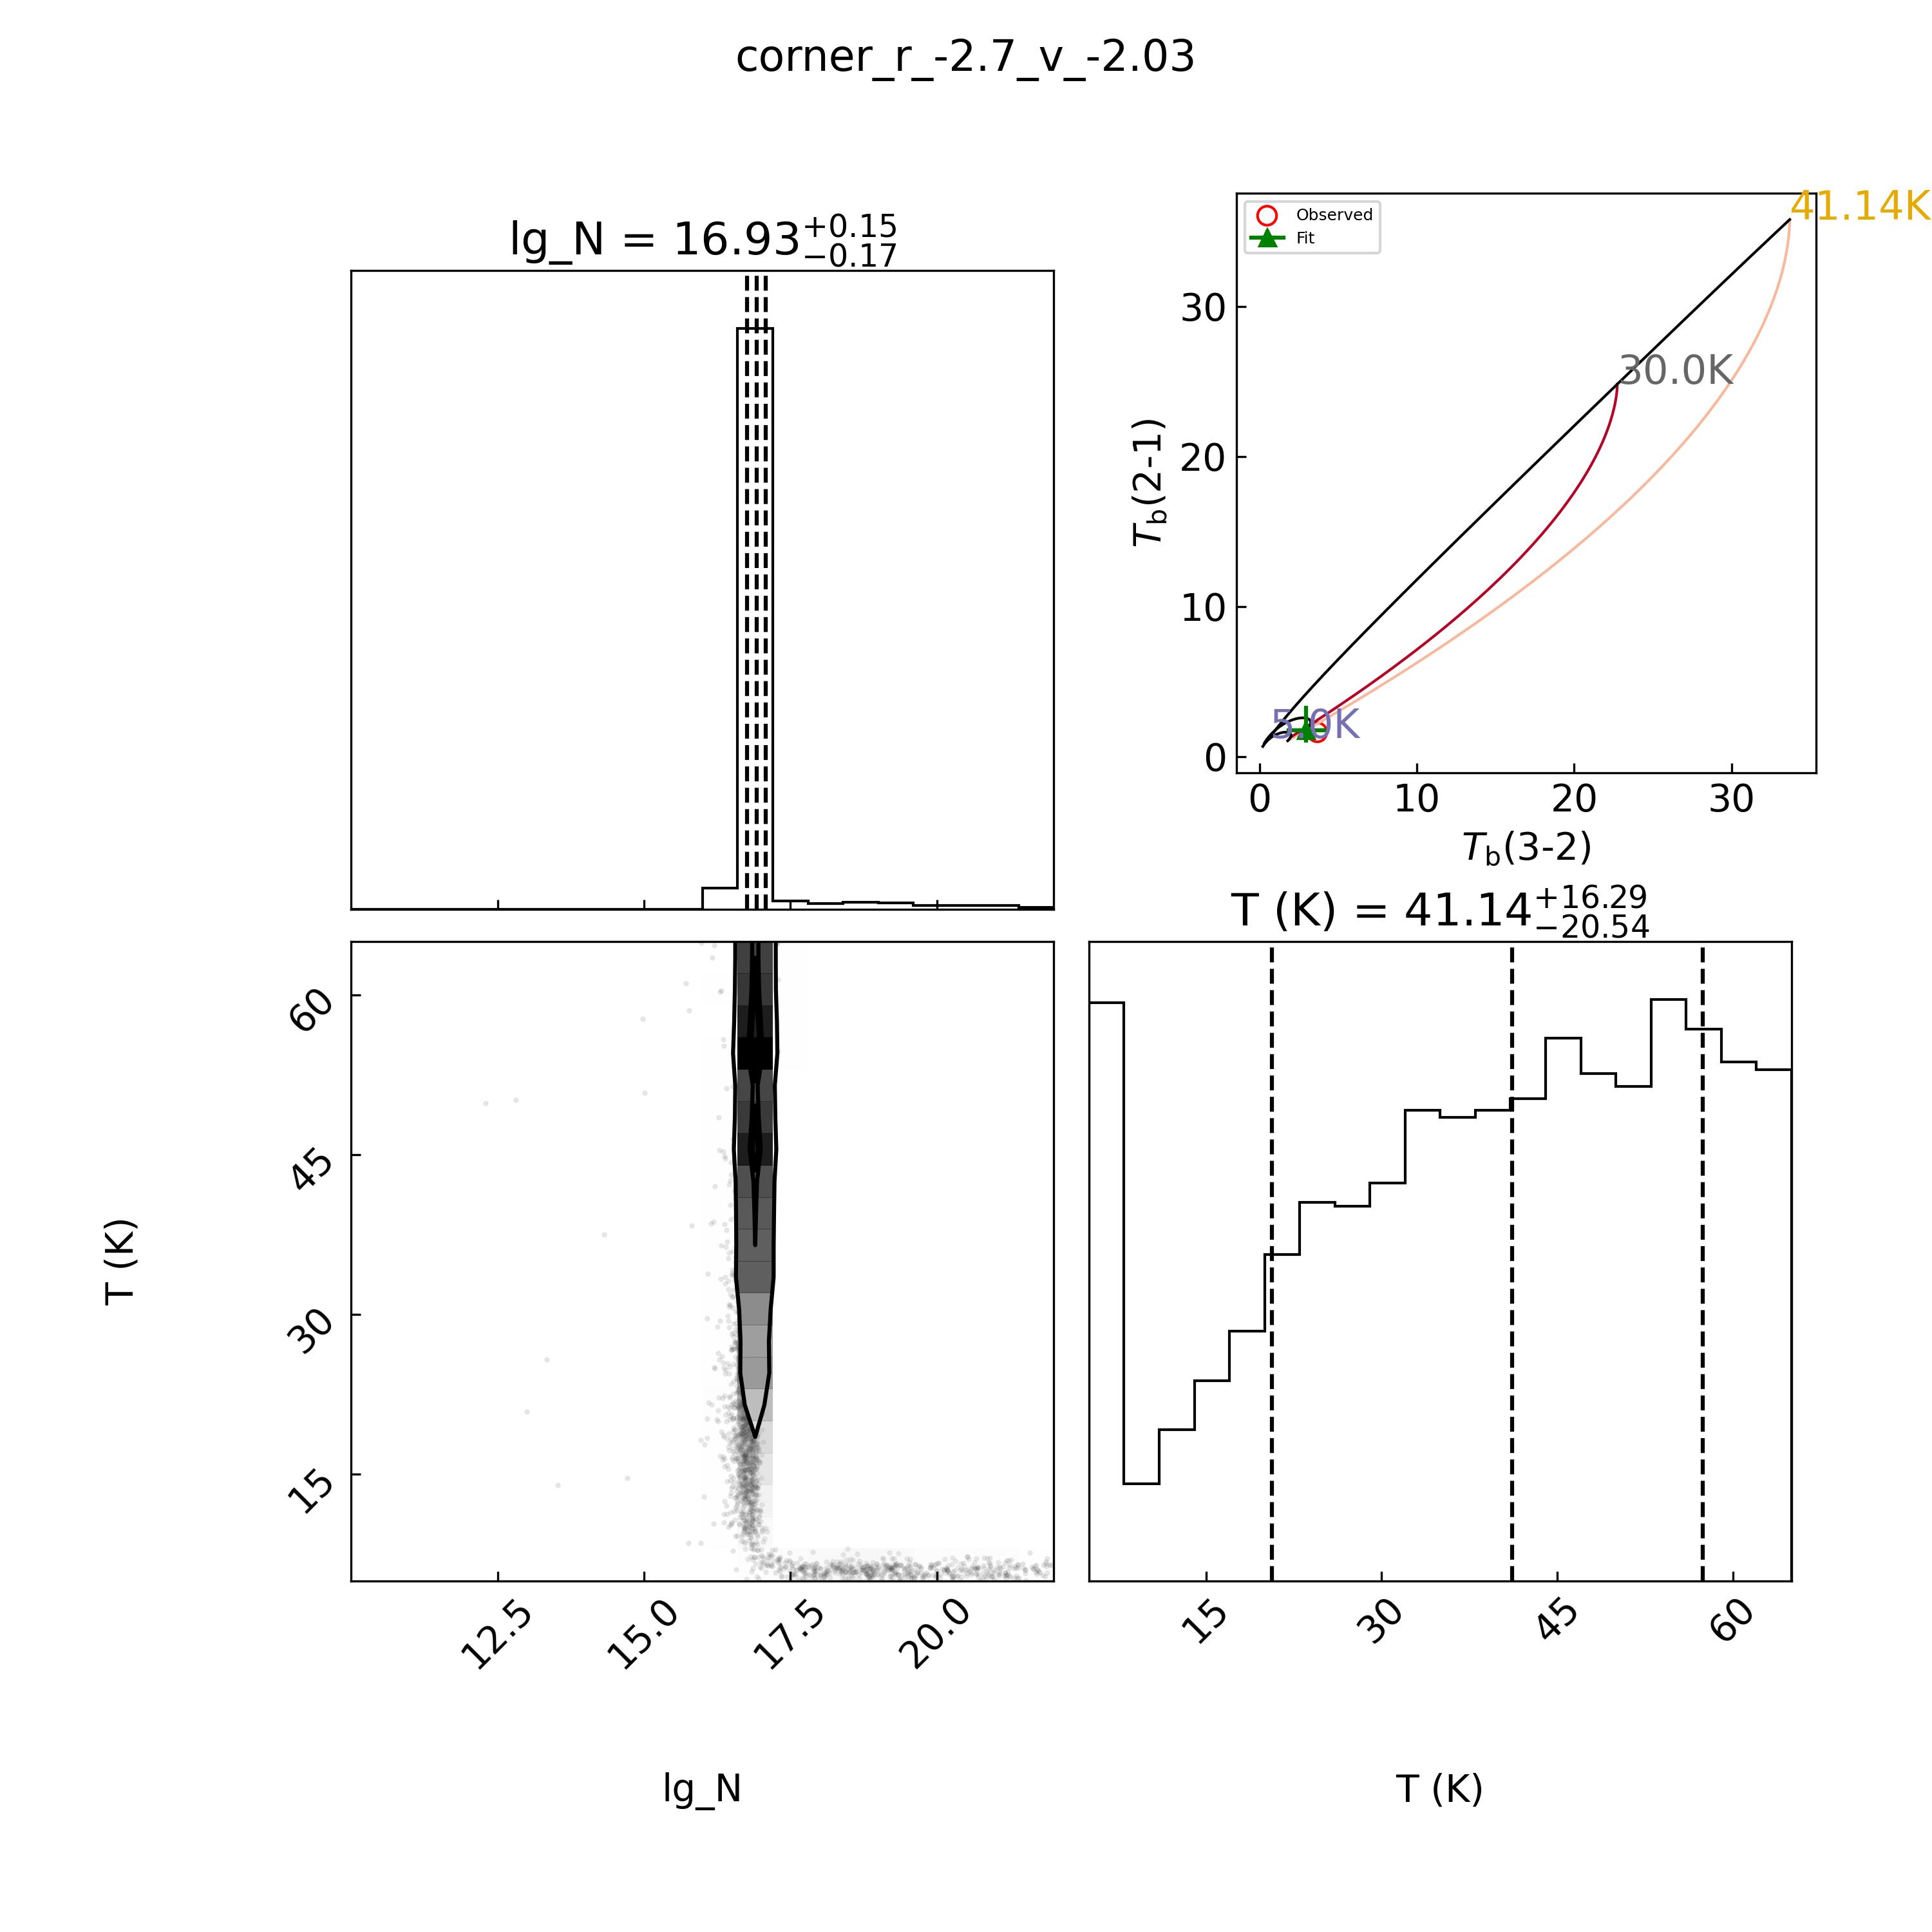 corner_r_-2.7_v_-2.03
lg_N = 16.93+0.15 −0.17
41.14K
Observed
Fit
30.0K
5.0K
30
20
10
0
Tb(2-1)
0 10 20 30
Tb(3-2)
T (K) = 41.14+16.29 −20.54
60
45
30
15
T (K)
12.5 15.0 17.5 20.0
lg_N
15 30 45 60
T (K)